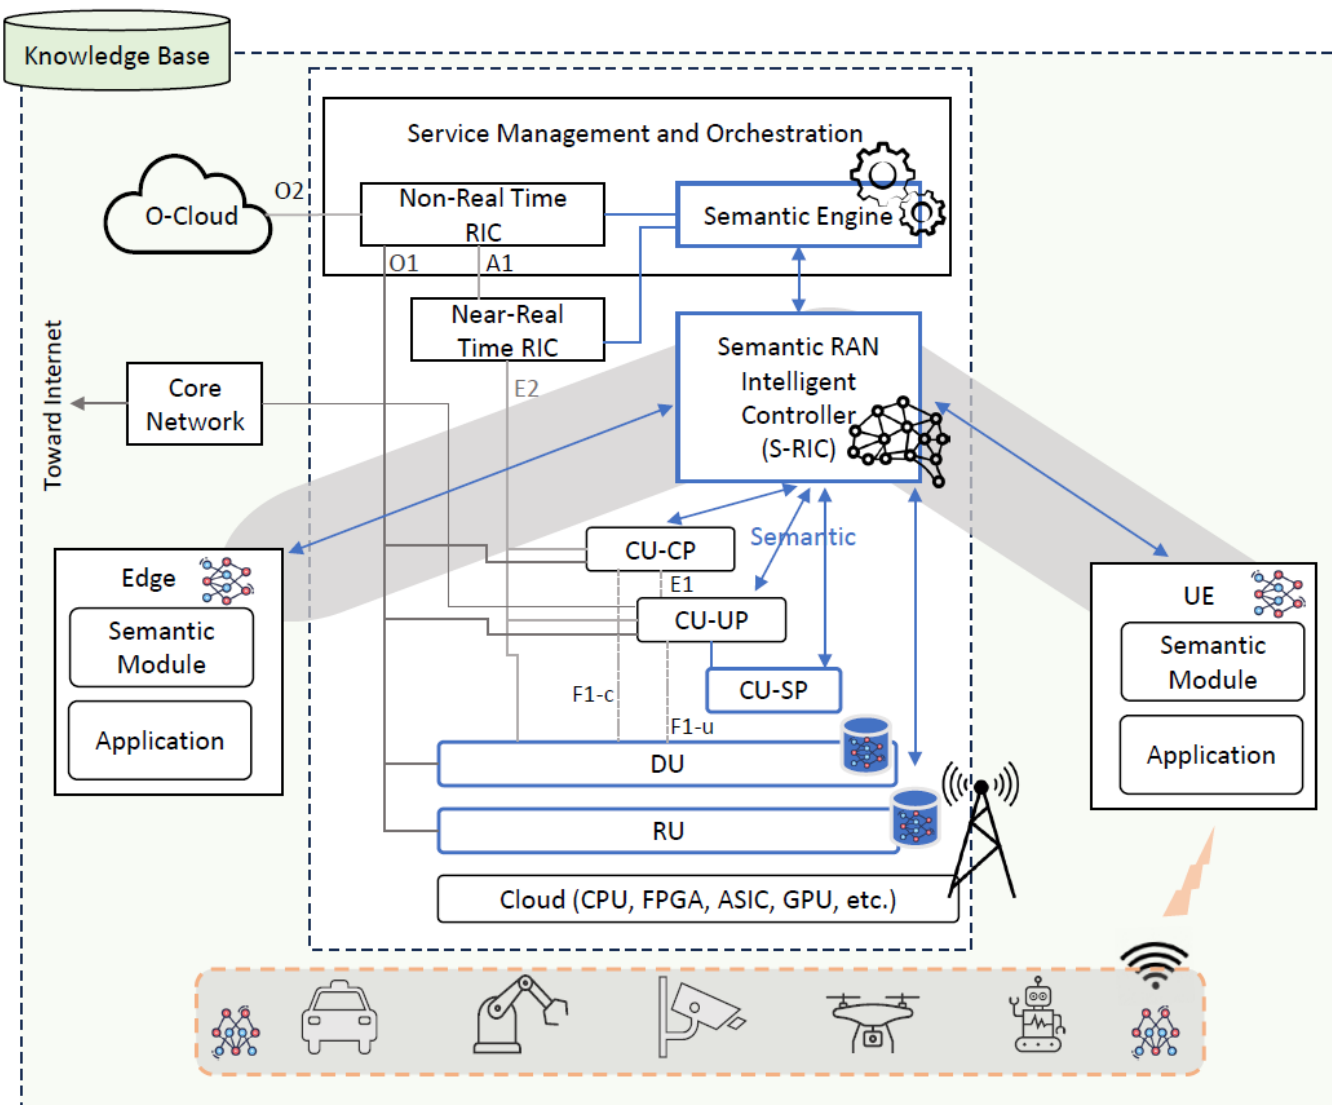 Knowledge Base
Service Management and Orchestration
O-Cloud
O2
Non-Real Time
RIC
Semantic Engine
O1
A1
Near-Real
Time RIC
Semantic RAN
Intelligent
Controller
(S-RIC)
Toward Internet
Core
Network
E2
Semantic
CU-CP
E1
CU-UP
CU-SP
F1-c
F1-u
Edge
Semantic
Module
Application
UE
Semantic
Module
Application
DU
RU
Cloud (CPU, FPGA, ASIC, GPU, etc.)